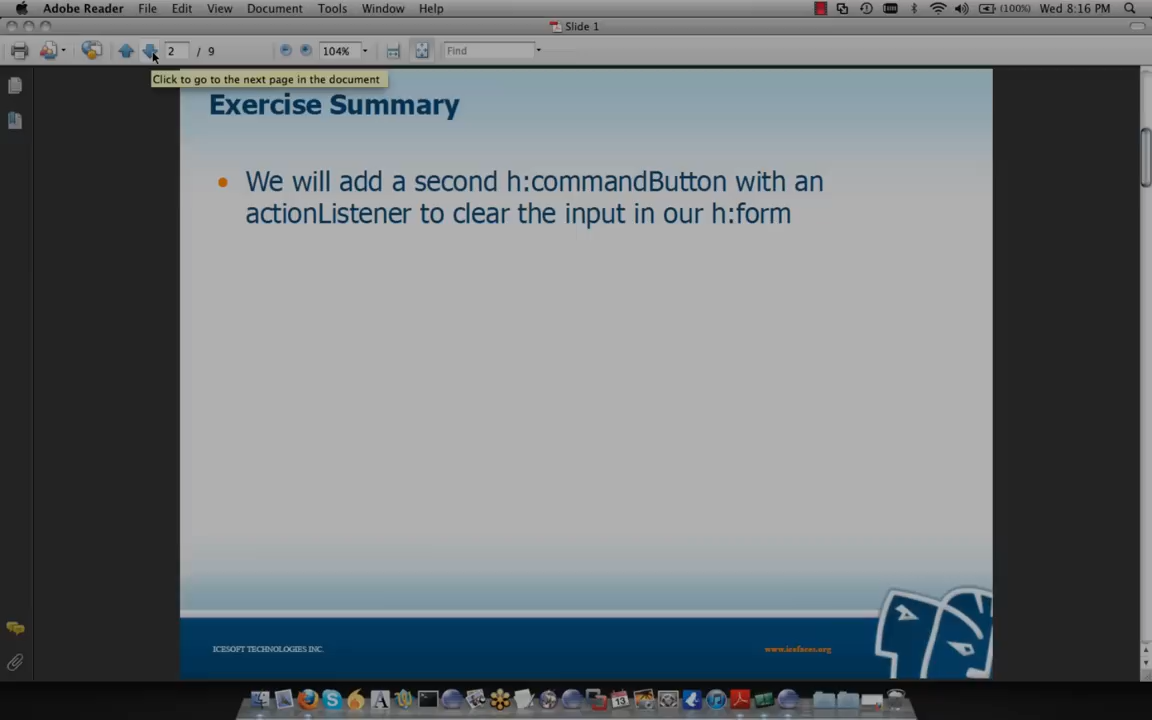 Adobe Reader File Edit View Document Tools Window Help (100%) Wed 8:16 PM
Slide 1
2 / 9 104% Find
Click to go to the next page in the document
Exercise Summary
• We will add a second h:commandButton with an
actionListener to clear the input in our h:form
ICESOFT TECHNOLOGIES INC. www.icefaces.org